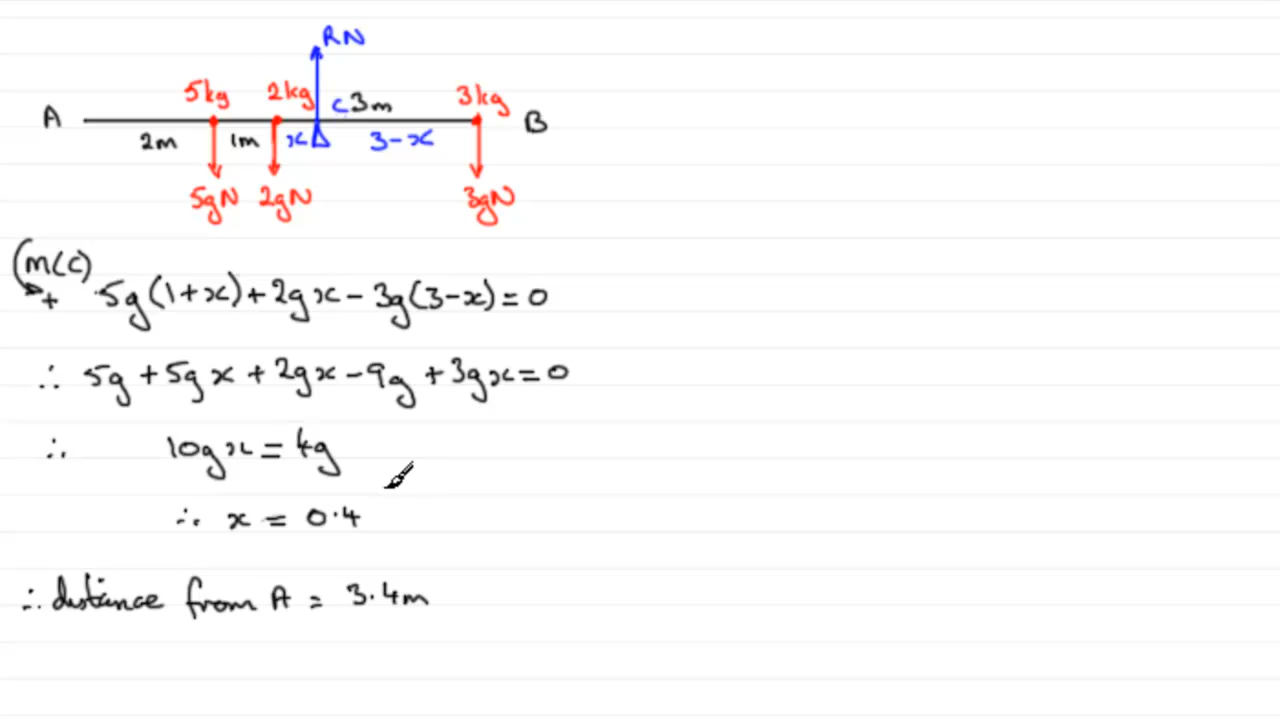 RN
5kg 2kg C 3m 3kg
A B
2m 1m x 3-x
5gN 2gN 3gN
(m(c)
+ 5g(1+x)+2gx-3g(3-x)=0
∴ 5g+5gx+2gx-9g+3gx=0
∴ 10gx=4g
∴ x=0.4
∴ distance from A = 3.4m